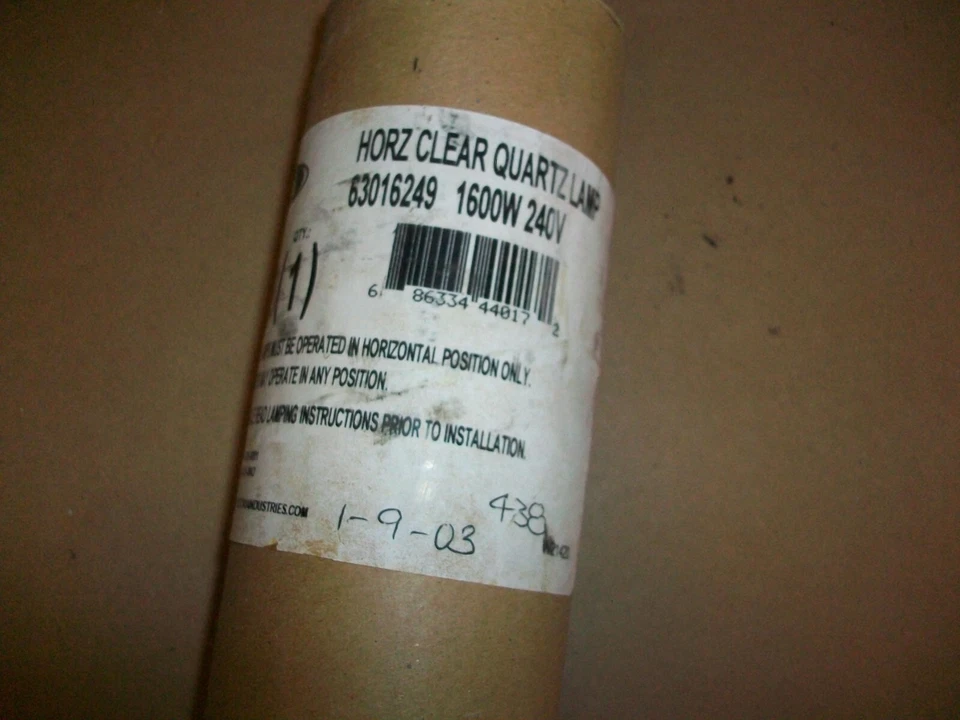 HORZ CLEAR QUARTZ LAMP
63016249 1600W 240V
QTY.:
(1)
6 86334 44017 2
MUST BE OPERATED IN HORIZONTAL POSITION ONLY.
OPERATE IN ANY POSITION.
LAMPING INSTRUCTIONS PRIOR TO INSTALLATION.
1-9-03
438